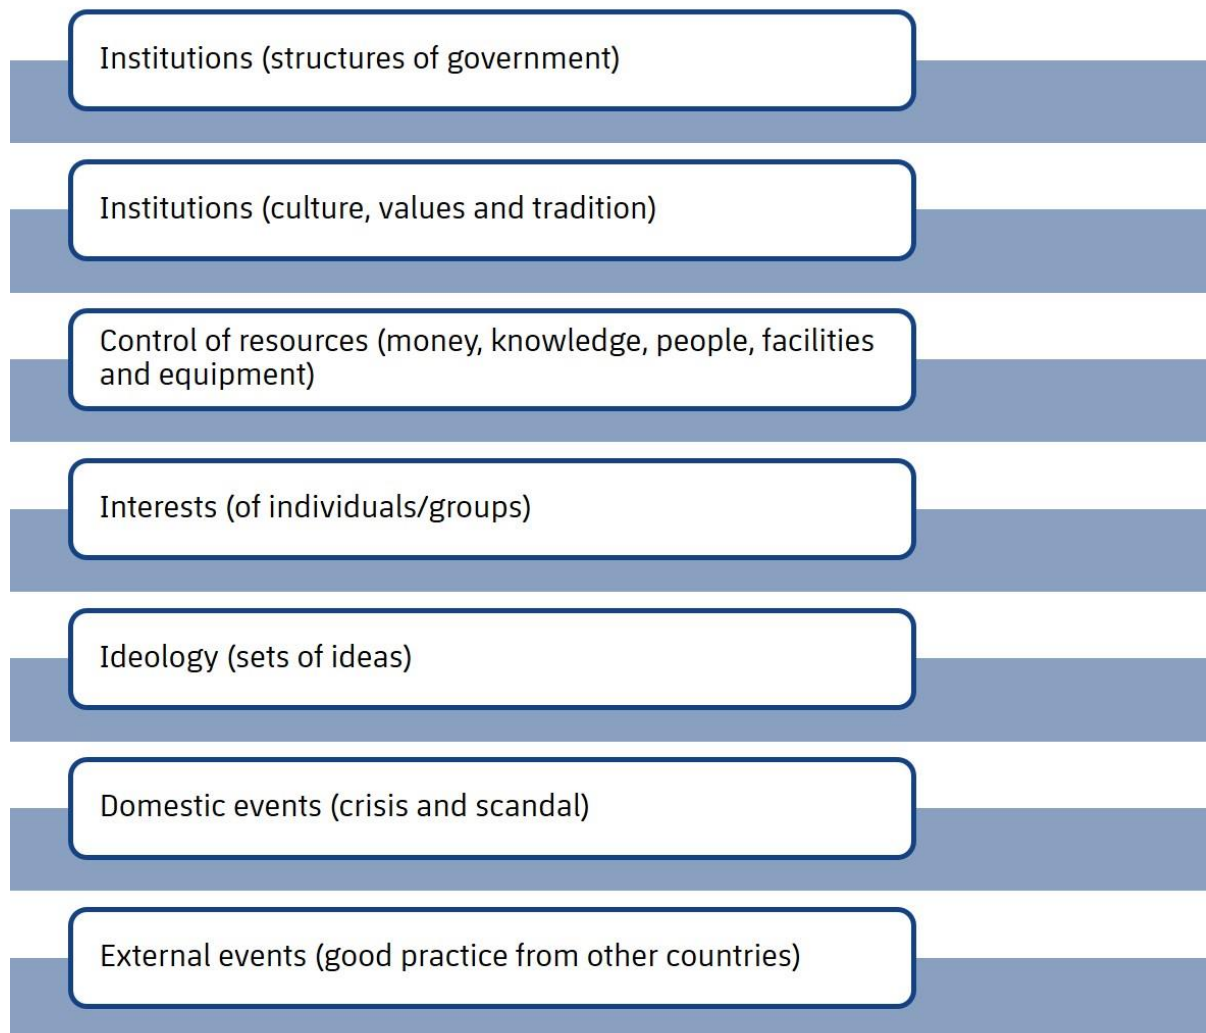 Institutions (structures of government)
Institutions (culture, values and tradition)
Control of resources (money, knowledge, people, facilities
and equipment)
Interests (of individuals/groups)
Ideology (sets of ideas)
Domestic events (crisis and scandal)
External events (good practice from other countries)